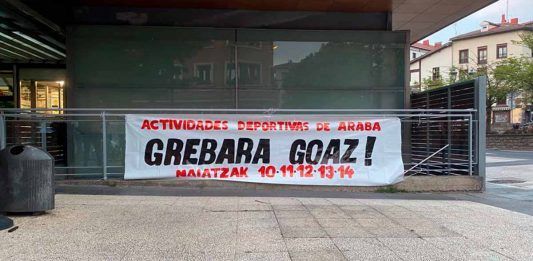 ACTIVIDADES DEPORTIVAS DE ARABA
GREBARA GOAZ!
MAIATZAK 10·11·12·13·14